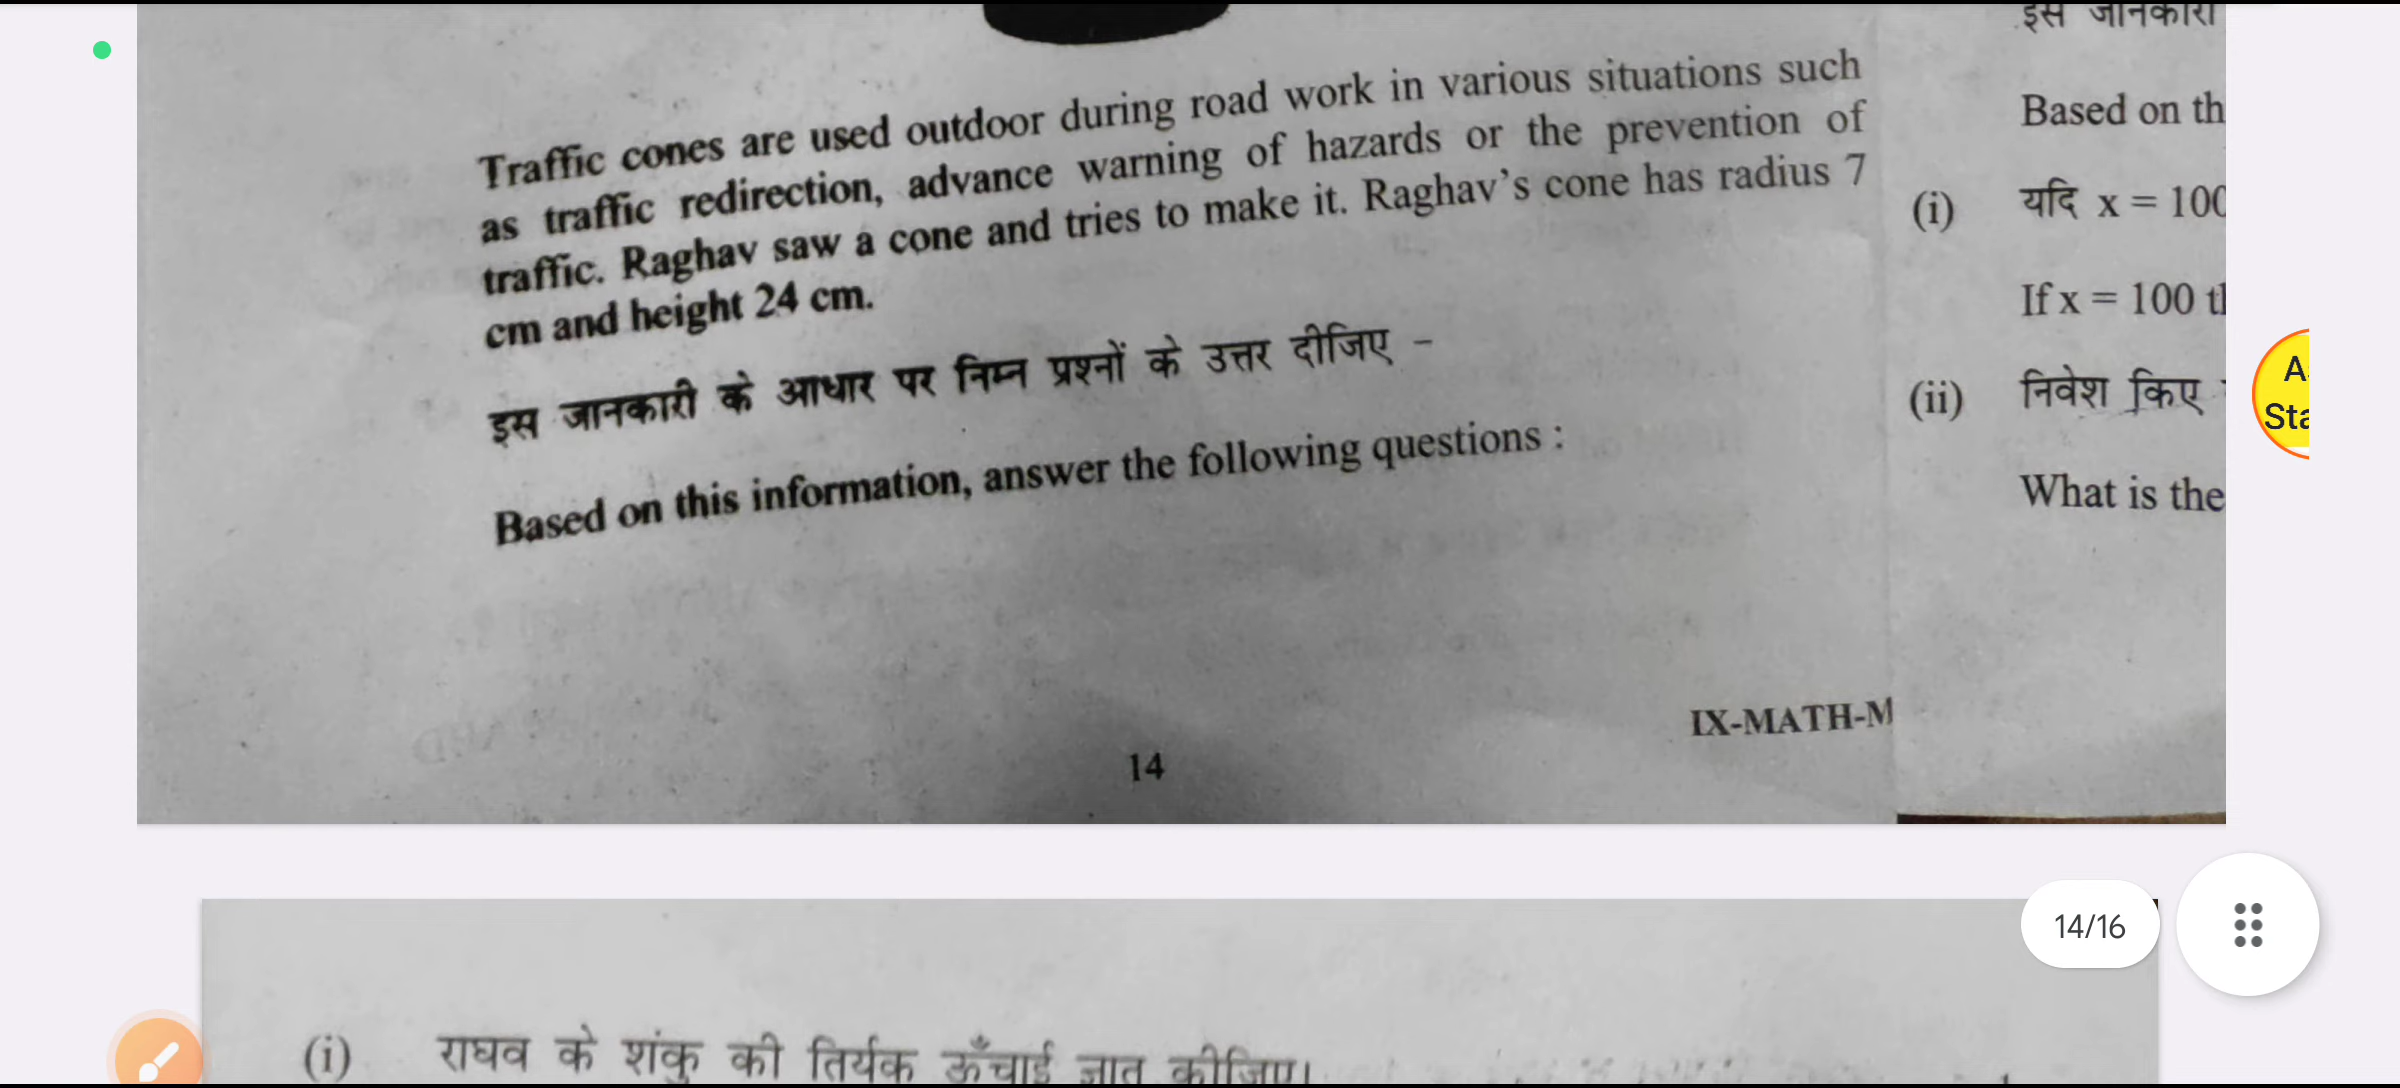 Traffic cones are used outdoor during road work in various situations such
as traffic redirection, advance warning of hazards or the prevention of
traffic. Raghav saw a cone and tries to make it. Raghav's cone has radius 7
cm and height 24 cm.
इस जानकारी के आधार पर निम्न प्रश्नों के उत्तर दीजिए –
Based on this information, answer the following questions :
IX-MATH-M
14
इस जानकारी
Based on th
(i) यदि x = 100
If x = 100 t
(ii) निवेश किए
What is the
A
Sta
14/16
(i) राघव के शंकु की तिर्यक ऊँचाई ज्ञात कीजिए।